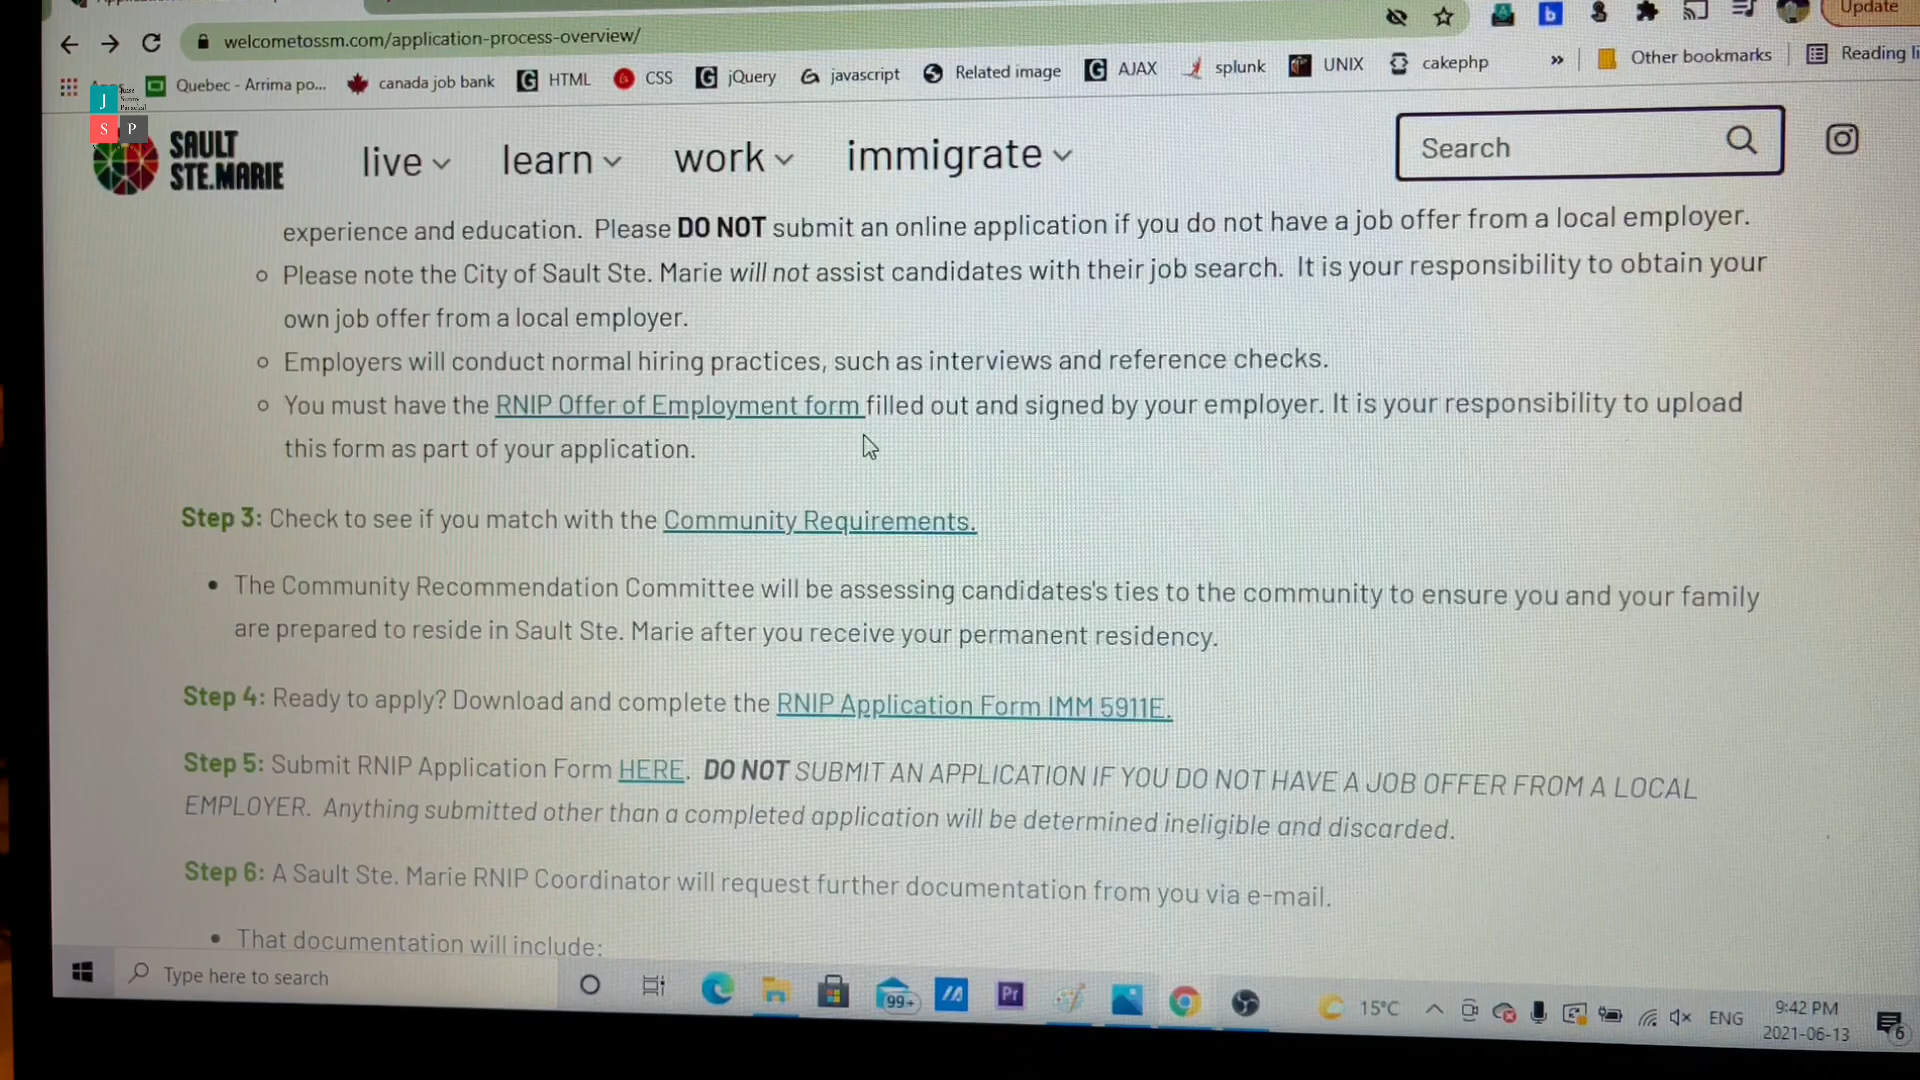 Update
welcometossm.com/application-process-overview/
Quebec - Arrima po...
canada job bank
HTML
CSS
jQuery
javascript
Related image
AJAX
splunk
UNIX
cakephp
»
Other bookmarks
Reading li
J
S P
SAULT
STE.MARIE
live
learn
work
immigrate
Search
experience and education. Please DO NOT submit an online application if you do not have a job offer from a local employer.
Please note the City of Sault Ste. Marie will not assist candidates with their job search. It is your responsibility to obtain your
own job offer from a local employer.
Employers will conduct normal hiring practices, such as interviews and reference checks.
You must have the RNIP Offer of Employment form filled out and signed by your employer. It is your responsibility to upload
this form as part of your application.
Step 3: Check to see if you match with the Community Requirements.
The Community Recommendation Committee will be assessing candidates's ties to the community to ensure you and your family
are prepared to reside in Sault Ste. Marie after you receive your permanent residency.
Step 4: Ready to apply? Download and complete the RNIP Application Form IMM 5911E.
Step 5: Submit RNIP Application Form HERE. DO NOT SUBMIT AN APPLICATION IF YOU DO NOT HAVE A JOB OFFER FROM A LOCAL
EMPLOYER. Anything submitted other than a completed application will be determined ineligible and discarded.
Step 6: A Sault Ste. Marie RNIP Coordinator will request further documentation from you via e-mail.
That documentation will include:
Type here to search
99+
Pr
15°C
ENG
9:42 PM
2021-06-13
6